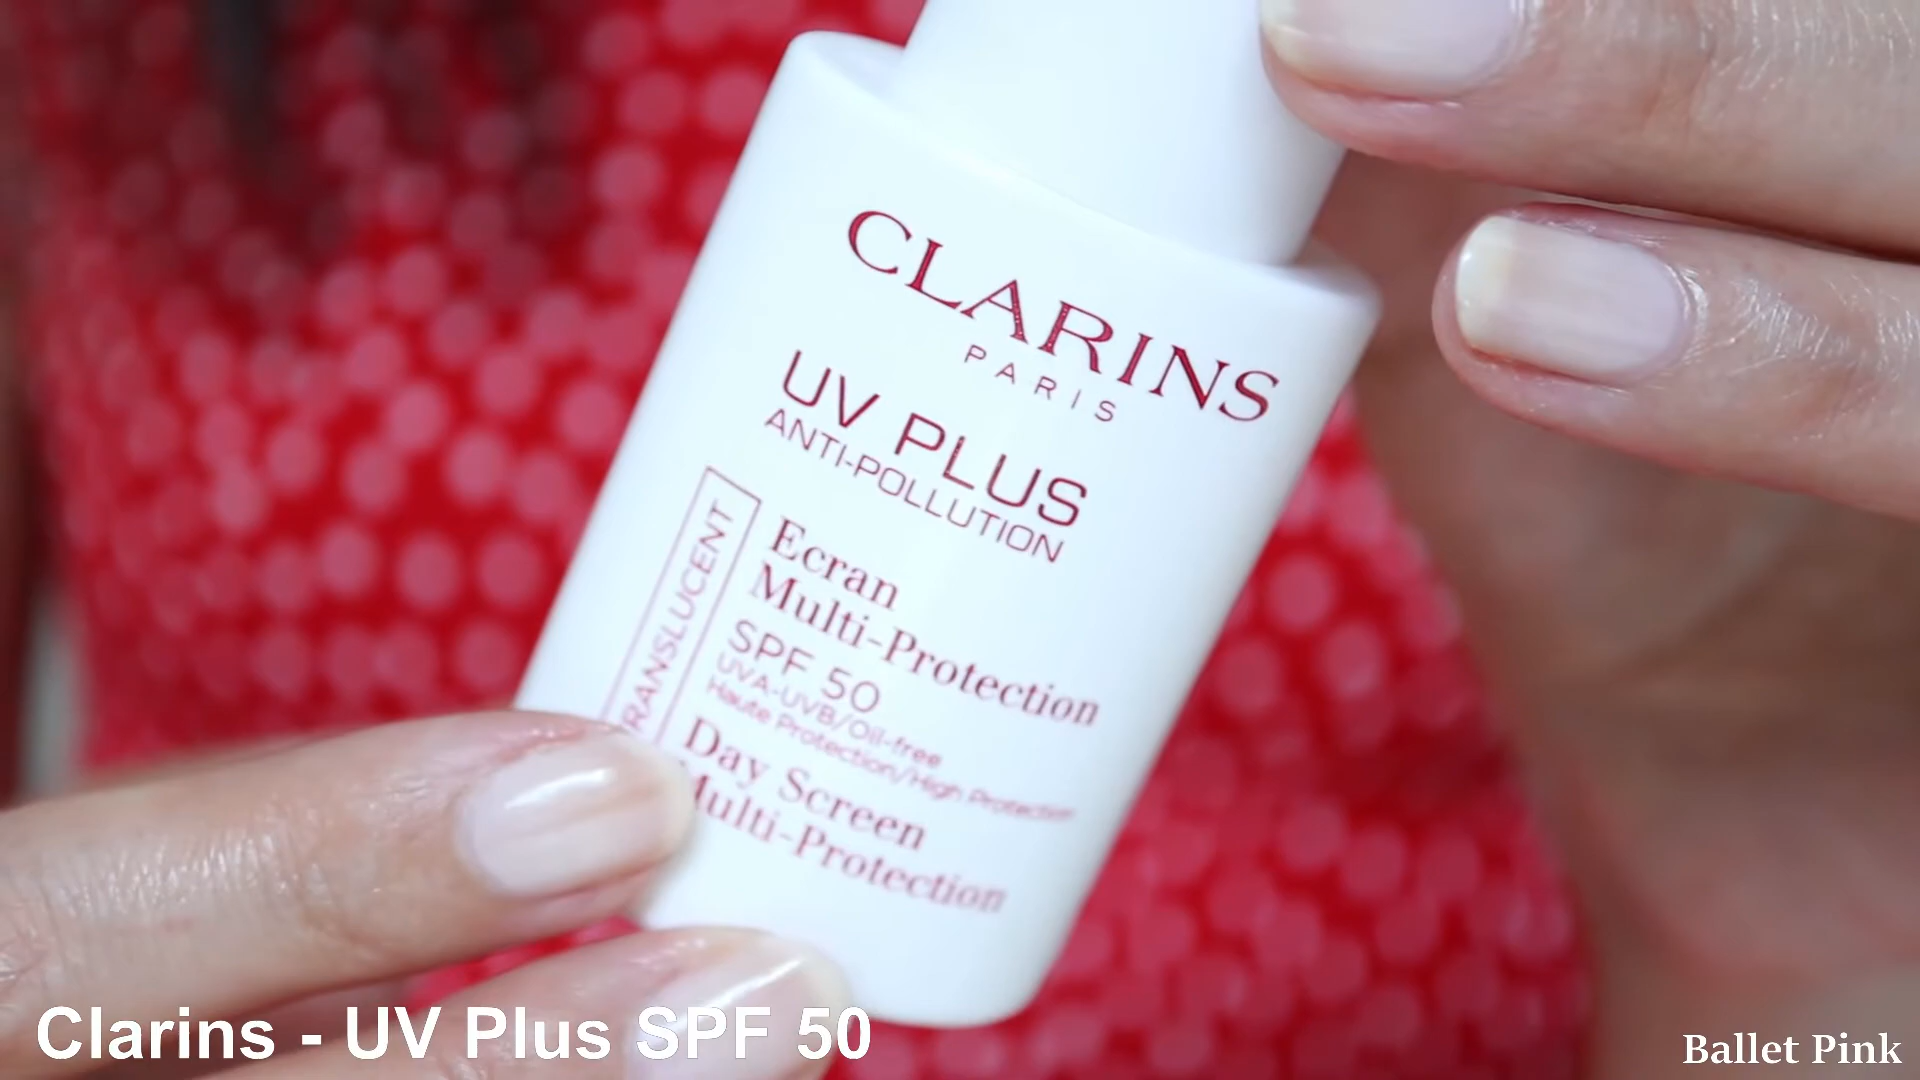 CLARINS
PARIS
UV PLUS
ANTI-POLLUTION
TRANSLUCENT
Ecran
Multi-Protection
SPF 50
UVA-UVB/Oil-free
Haute Protection/High Protection
Day Screen
Multi-Protection
Clarins - UV Plus SPF 50
Ballet Pink